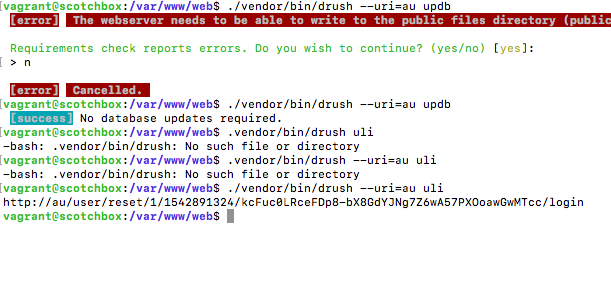 [vagrant@scotchbox:/var/www/web$ ./vendor/bin/drush --uri=au updb
[error] The webserver needs to be able to write to the public files directory (public
Requirements check reports errors. Do you wish to continue? (yes/no) [yes]:
[ > n
[error] Cancelled.
[vagrant@scotchbox:/var/www/web$ ./vendor/bin/drush --uri=au updb
[success] No database updates required.
[vagrant@scotchbox:/var/www/web$ .vendor/bin/drush uli
-bash: .vendor/bin/drush: No such file or directory
[vagrant@scotchbox:/var/www/web$ .vendor/bin/drush --uri=au uli
-bash: .vendor/bin/drush: No such file or directory
[vagrant@scotchbox:/var/www/web$ ./vendor/bin/drush --uri=au uli
http://au/user/reset/1/1542891324/kcFuc0LRceFDp8-bX8GdYJNg7Z6wA57PXOoawGwMTcc/login
vagrant@scotchbox:/var/www/web$